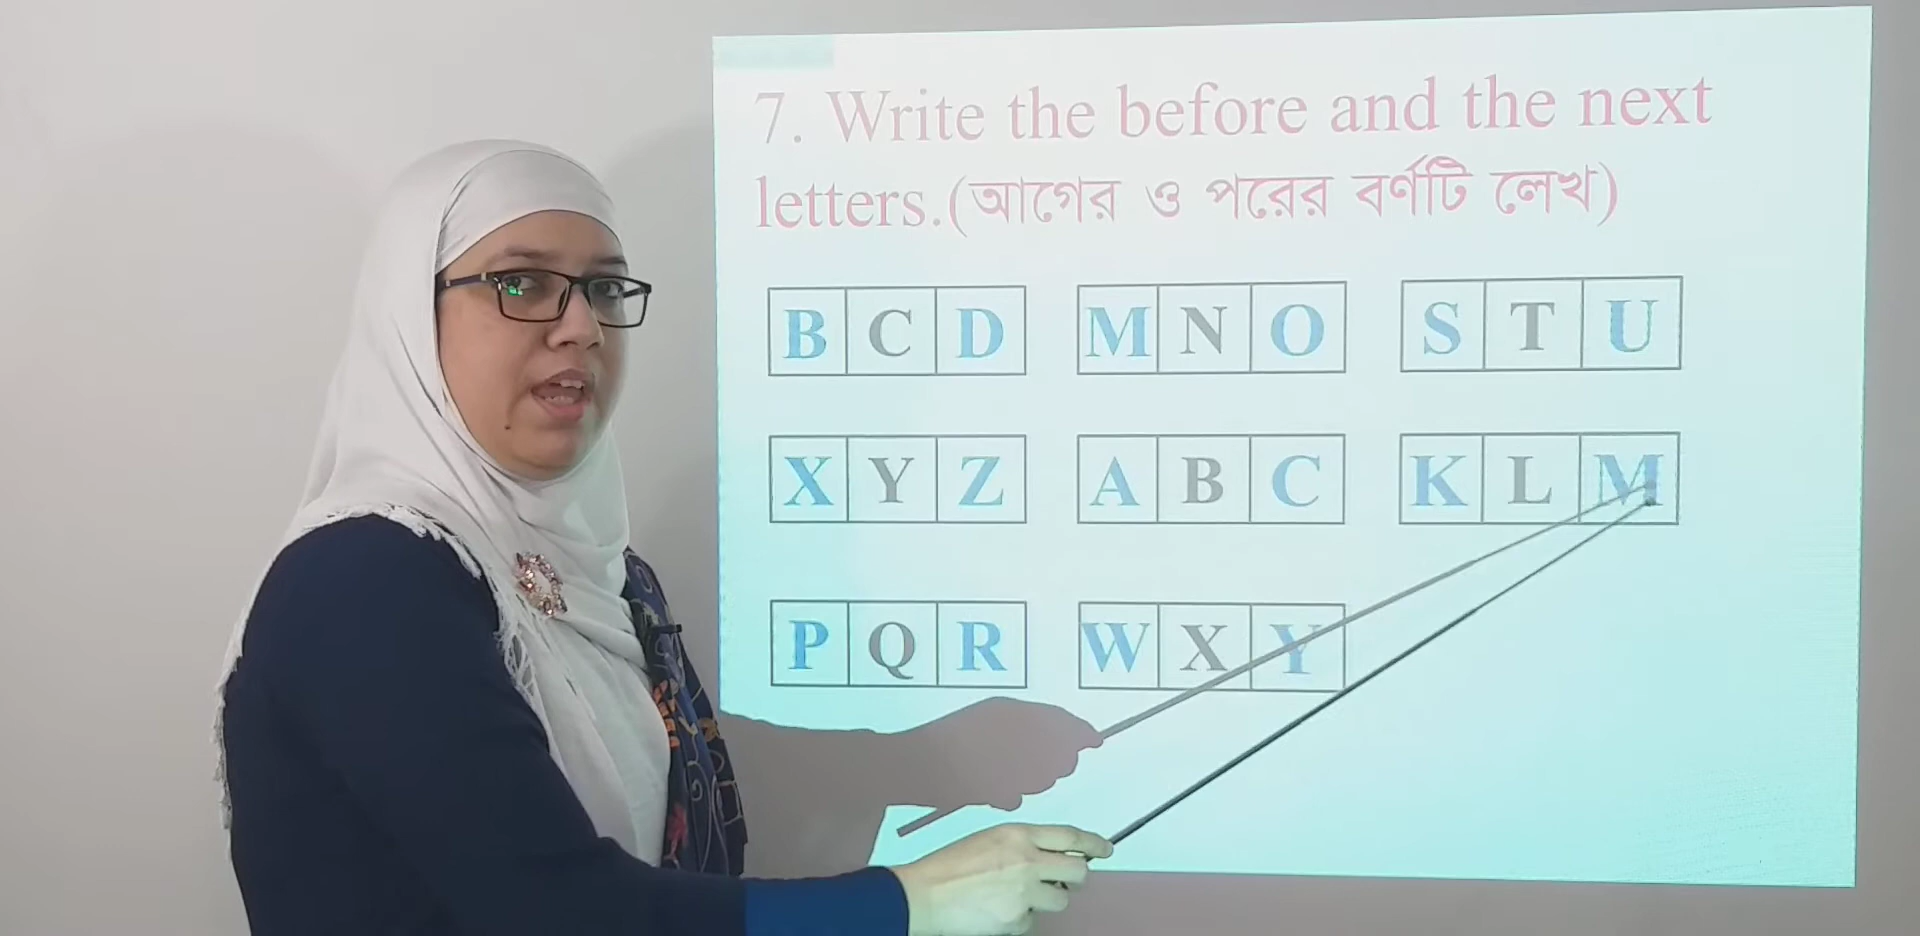 7. Write the before and the next
letters.(আগের ও পরের বর্ণটি লেখ)
B C D M N O S T U
X Y Z A B C K L M
P Q R W X Y